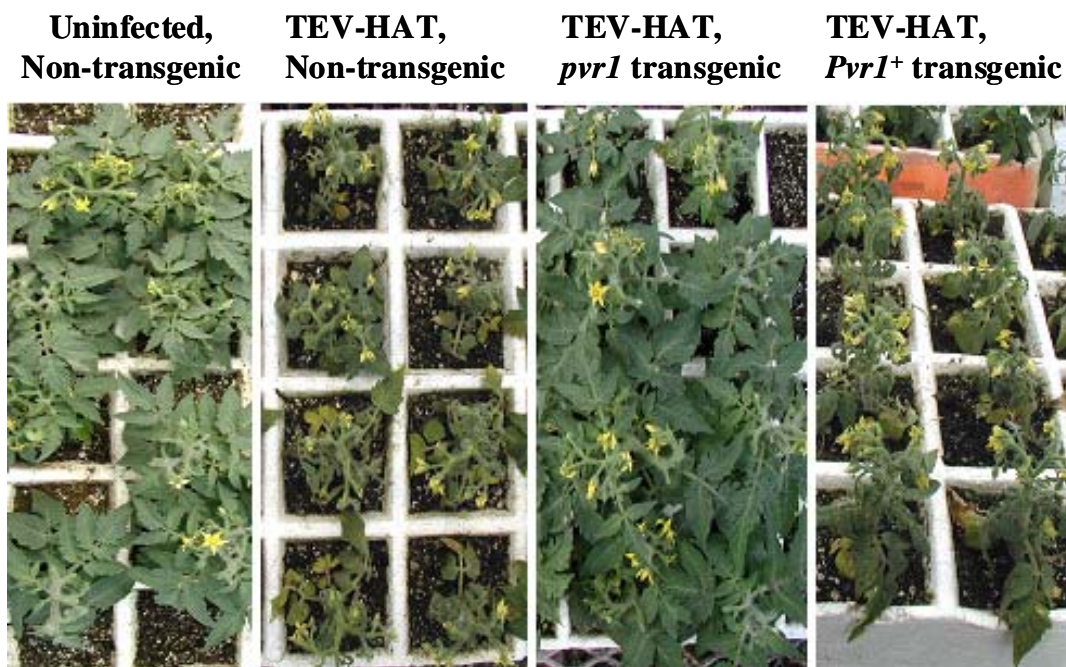 Uninfected,
Non-transgenic
TEV-HAT,
Non-transgenic
TEV-HAT,
pvr1 transgenic
TEV-HAT,
Pvr1+ transgenic